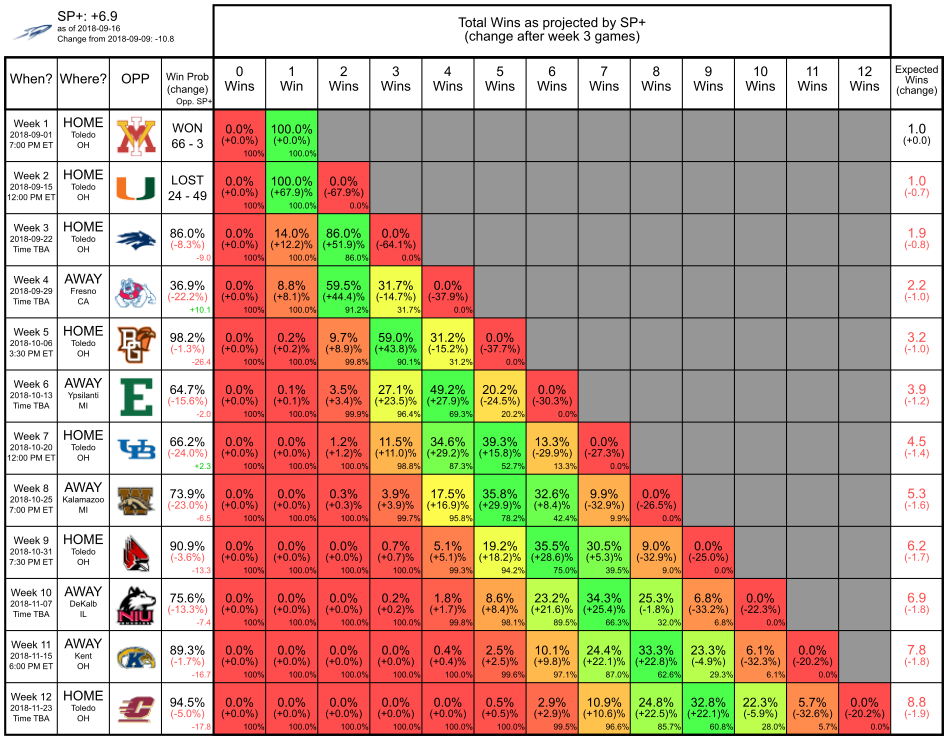 SP+: +6.9
as of 2018-09-16
Change from 2018-09-09: -10.8
Total Wins as projected by SP+
(change after week 3 games)
When? Where? OPP Win Prob (change) Opp. SP+ 0 Wins 1 Win 2 Wins 3 Wins 4 Wins 5 Wins 6 Wins 7 Wins 8 Wins 9 Wins 10 Wins 11 Wins 12 Wins Expected Wins (change)
Week 1 HOME WON 0.0% 100.0% 1.0
2018-09-01 Toledo 66 - 3 (+0.0%) (+0.0%) (+0.0)
7:00 PM ET OH 100% 100.0%
Week 2 HOME LOST 0.0% 100.0% 0.0% 1.0
2018-09-15 Toledo 24 - 49 (+0.0%) (+67.9%) (-67.9%) (-0.7)
12:00 PM ET OH 100% 100.0% 0.0%
Week 3 HOME 86.0% 0.0% 14.0% 86.0% 0.0% 1.9
2018-09-22 Toledo (-8.3%) (+0.0%) (+12.2%) (+51.9%) (-64.1%) (-0.8)
Time TBA OH -9.0 100% 100.0% 86.0% 0.0%
Week 4 AWAY 36.9% 0.0% 8.8% 59.5% 31.7% 0.0% 2.2
2018-09-29 Fresno (-22.2%) (+0.0%) (+8.1%) (+44.4%) (-14.7%) (-37.9%) (-1.0)
Time TBA CA +10.1 100% 100.0% 91.2% 31.7% 0.0%
Week 5 HOME BG 98.2% 0.0% 0.2% 9.7% 59.0% 31.2% 0.0% 3.2
2018-10-06 Toledo (-1.3%) (+0.0%) (+0.2%) (+8.9%) (+43.8%) (-15.2%) (-37.7%) (-1.0)
3:30 PM ET OH -26.4 100% 100.0% 99.8% 90.1% 31.2% 0.0%
Week 6 AWAY E 64.7% 0.0% 0.1% 3.5% 27.1% 49.2% 20.2% 0.0% 3.9
2018-10-13 Ypsilanti (-15.6%) (+0.0%) (+0.1%) (+3.4%) (+23.5%) (+27.9%) (-24.5%) (-30.3%) (-1.2)
Time TBA MI -2.0 100% 100.0% 99.9% 96.4% 69.3% 20.2% 0.0%
Week 7 HOME UB 66.2% 0.0% 0.0% 1.2% 11.5% 34.6% 39.3% 13.3% 0.0% 4.5
2018-10-20 Toledo (-24.0%) (+0.0%) (+0.0%) (+1.2%) (+11.0%) (+29.2%) (+15.8%) (-29.9%) (-27.3%) (-1.4)
12:00 PM ET OH +2.3 100% 100.0% 100.0% 98.8% 87.3% 52.7% 13.3% 0.0%
Week 8 AWAY W 73.9% 0.0% 0.0% 0.3% 3.9% 17.5% 35.8% 32.6% 9.9% 0.0% 5.3
2018-10-25 Kalamazoo (-23.0%) (+0.0%) (+0.0%) (+0.3%) (+3.9%) (+16.9%) (+29.9%) (+8.4%) (-32.9%) (-26.5%) (-1.6)
7:00 PM ET MI -6.5 100% 100.0% 100.0% 99.7% 95.8% 78.2% 42.4% 9.9% 0.0%
Week 9 HOME 90.9% 0.0% 0.0% 0.0% 0.7% 5.1% 19.2% 35.5% 30.5% 9.0% 0.0% 6.2
2018-10-31 Toledo (-3.6%) (+0.0%) (+0.0%) (+0.0%) (+0.7%) (+5.1%) (+18.2%) (+28.6%) (+5.3%) (-32.9%) (-25.0%) (-1.7)
7:30 PM ET OH -13.3 100% 100.0% 100.0% 100.0% 99.3% 94.2% 75.0% 39.5% 9.0% 0.0%
Week 10 AWAY NIU 75.6% 0.0% 0.0% 0.0% 0.2% 1.8% 8.6% 23.2% 34.3% 25.3% 6.8% 0.0% 6.9
2018-11-07 DeKalb (-13.3%) (+0.0%) (+0.0%) (+0.0%) (+0.2%) (+1.7%) (+8.4%) (+21.6%) (+25.4%) (-1.8%) (-33.2%) (-22.3%) (-1.8)
Time TBA IL -7.4 100% 100.0% 100.0% 100.0% 99.8% 98.1% 89.5% 66.3% 32.0% 6.8% 0.0%
Week 11 AWAY K 89.3% 0.0% 0.0% 0.0% 0.0% 0.4% 2.5% 10.1% 24.4% 33.3% 23.3% 6.1% 0.0% 7.8
2018-11-15 Kent (-1.7%) (+0.0%) (+0.0%) (+0.0%) (+0.0%) (+0.4%) (+2.5%) (+9.8%) (+22.1%) (+22.8%) (-4.9%) (-32.3%) (-20.2%) (-1.8)
6:00 PM ET OH -16.7 100% 100.0% 100.0% 100.0% 100.0% 99.6% 97.1% 87.0% 62.6% 29.3% 6.1% 0.0%
Week 12 HOME C 94.5% 0.0% 0.0% 0.0% 0.0% 0.0% 0.5% 2.9% 10.9% 24.8% 32.8% 22.3% 5.7% 0.0% 8.8
2018-11-23 Toledo (-5.0%) (+0.0%) (+0.0%) (+0.0%) (+0.0%) (+0.0%) (+0.5%) (+2.9%) (+10.6%) (+22.5%) (+22.1%) (-5.9%) (-32.6%) (-20.2%) (-1.9)
Time TBA OH -17.8 100% 100.0% 100.0% 100.0% 100.0% 100.0% 99.5% 96.6% 85.7% 60.8% 28.0% 5.7% 0.0%